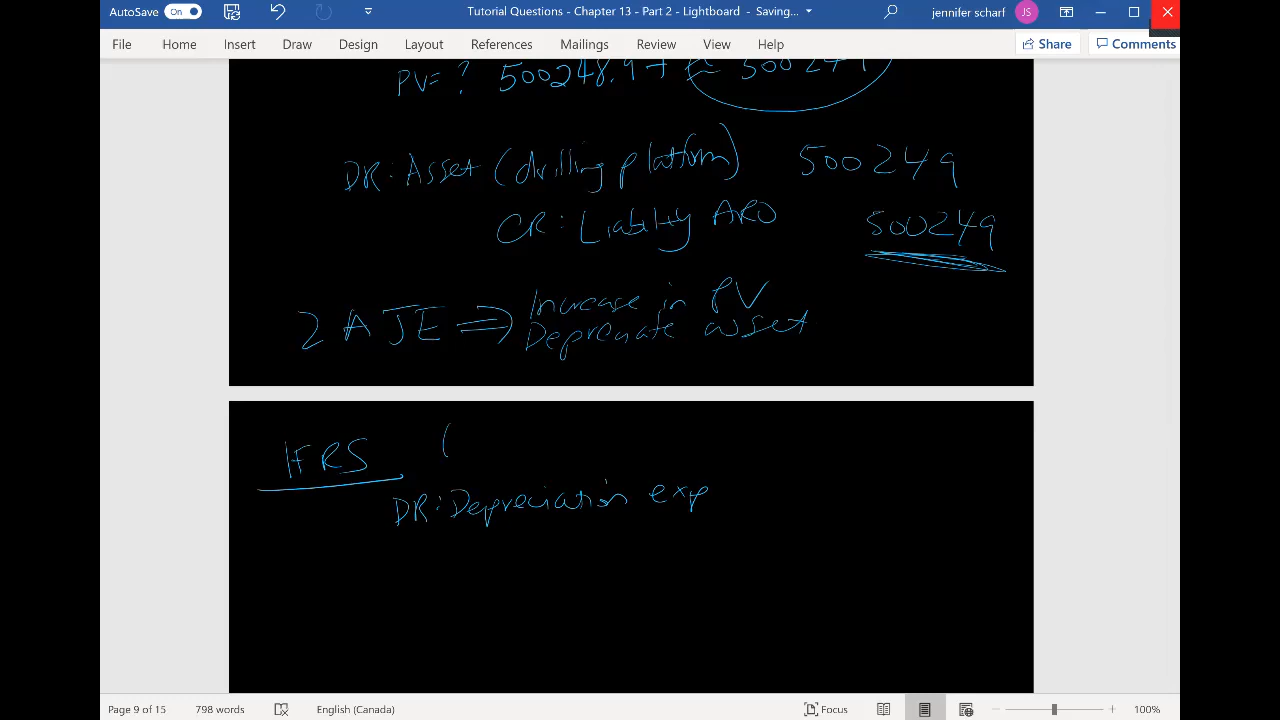 AutoSave On
Tutorial Questions - Chapter 13 - Part 2 - Lightboard - Saving...
jennifer scharf JS
File Home Insert Draw Design Layout References Mailings Review View Help Share Comments
PV= ? 500248.9 500249
DR: Asset (drilling platform) 500249
CR: Liability ARO 500249
2 AJE ⇒ Increase in PV
Depreciate asset
IFRS (
DR: Depreciation exp
Page 9 of 15 798 words English (Canada) Focus 100%